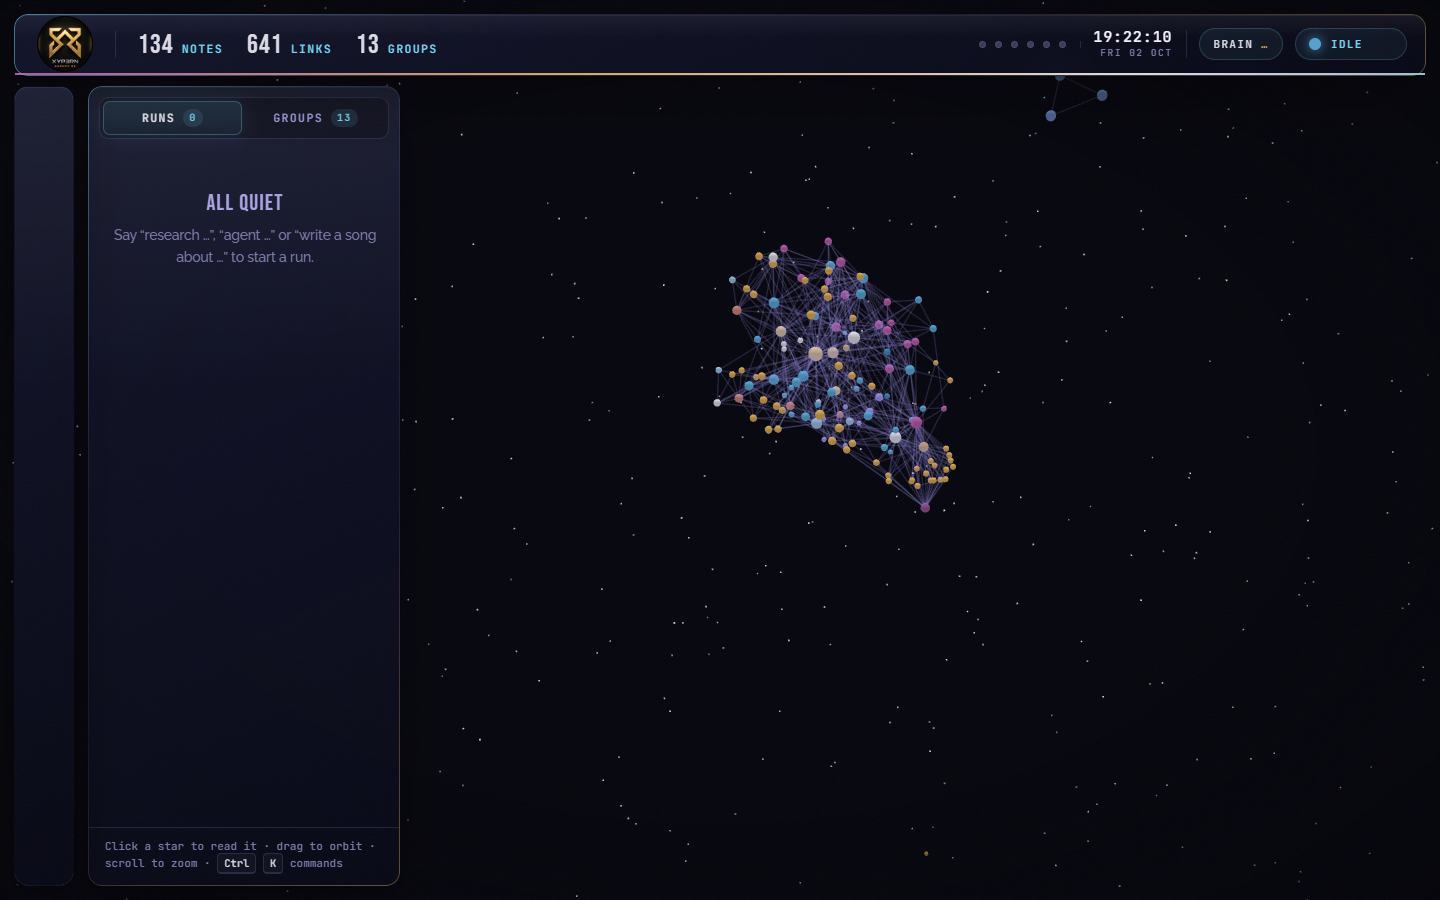 XYPERN
134 NOTES 641 LINKS 13 GROUPS
19:22:10
FRI 02 OCT
BRAIN …
IDLE
RUNS 0
GROUPS 13
ALL QUIET
Say “research …”, “agent …” or “write a song
about …” to start a run.
Click a star to read it · drag to orbit ·
scroll to zoom · Ctrl K commands